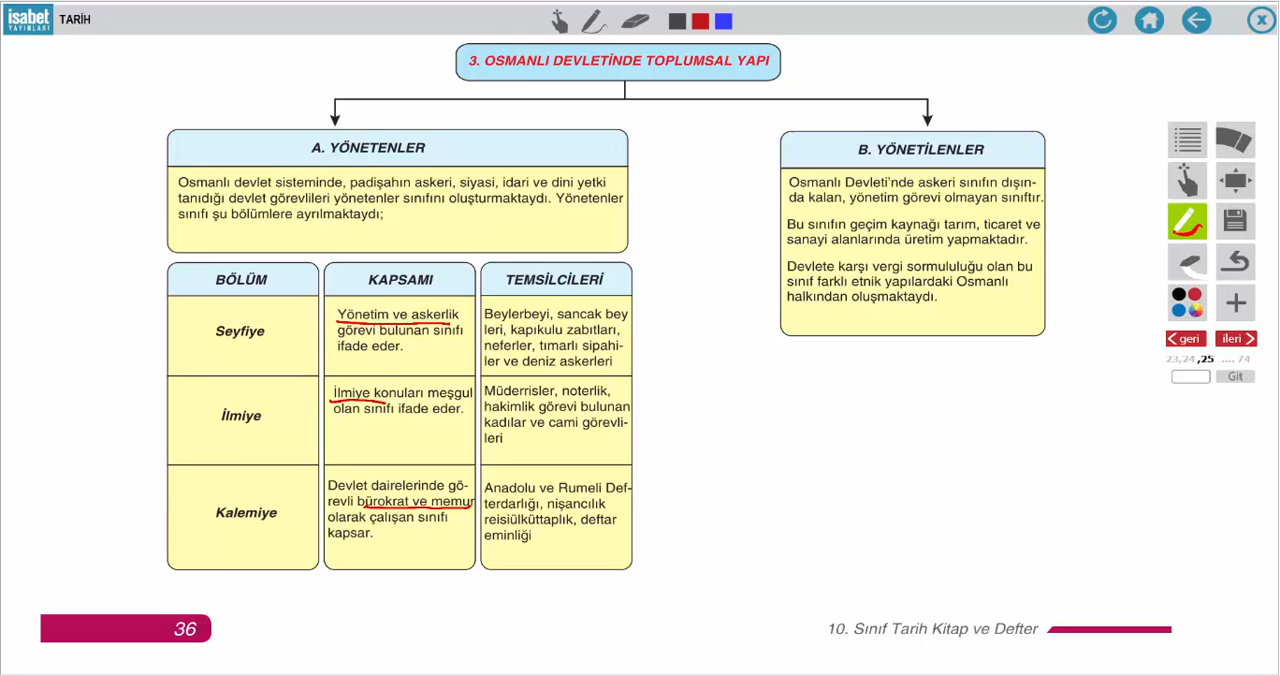 isabet
YAYINLARI
TARİH
3. OSMANLI DEVLETİNDE TOPLUMSAL YAPI
A. YÖNETENLER
Osmanlı devlet sisteminde, padişahın askeri, siyasi, idari ve dini yetki
tanıdığı devlet görevlileri yönetenler sınıfını oluşturmaktaydı. Yönetenler
sınıfı şu bölümlere ayrılmaktaydı;
B. YÖNETİLENLER
Osmanlı Devleti'nde askeri sınıfın dışın-
da kalan, yönetim görevi olmayan sınıftır.
Bu sınıfın geçim kaynağı tarım, ticaret ve
sanayi alanlarında üretim yapmaktadır.
Devlete karşı vergi sormululuğu olan bu
sınıf farklı etnik yapılardaki Osmanlı
halkından oluşmaktaydı.
BÖLÜM
KAPSAMI
TEMSİLCİLERİ
Seyfiye
Yönetim ve askerlik
görevi bulunan sınıfı
ifade eder.
Beylerbeyi, sancak bey
leri, kapıkulu zabıtları,
neferler, tımarlı sipahi-
ler ve deniz askerleri
İlmiye
İlmiye konuları meşgul
olan sınıfı ifade eder.
Müderrisler, noterlik,
hakimlik görevi bulunan
kadılar ve cami görevli-
leri
Kalemiye
Devlet dairelerinde gö-
revli bürokrat ve memur
olarak çalışan sınıfı
kapsar.
Anadolu ve Rumeli Def-
terdarlığı, nişancılık
reisiülküttaplık, deftar
eminliği
geri
ileri
23,24,25 .... 74
Git
36
10. Sınıf Tarih Kitap ve Defter